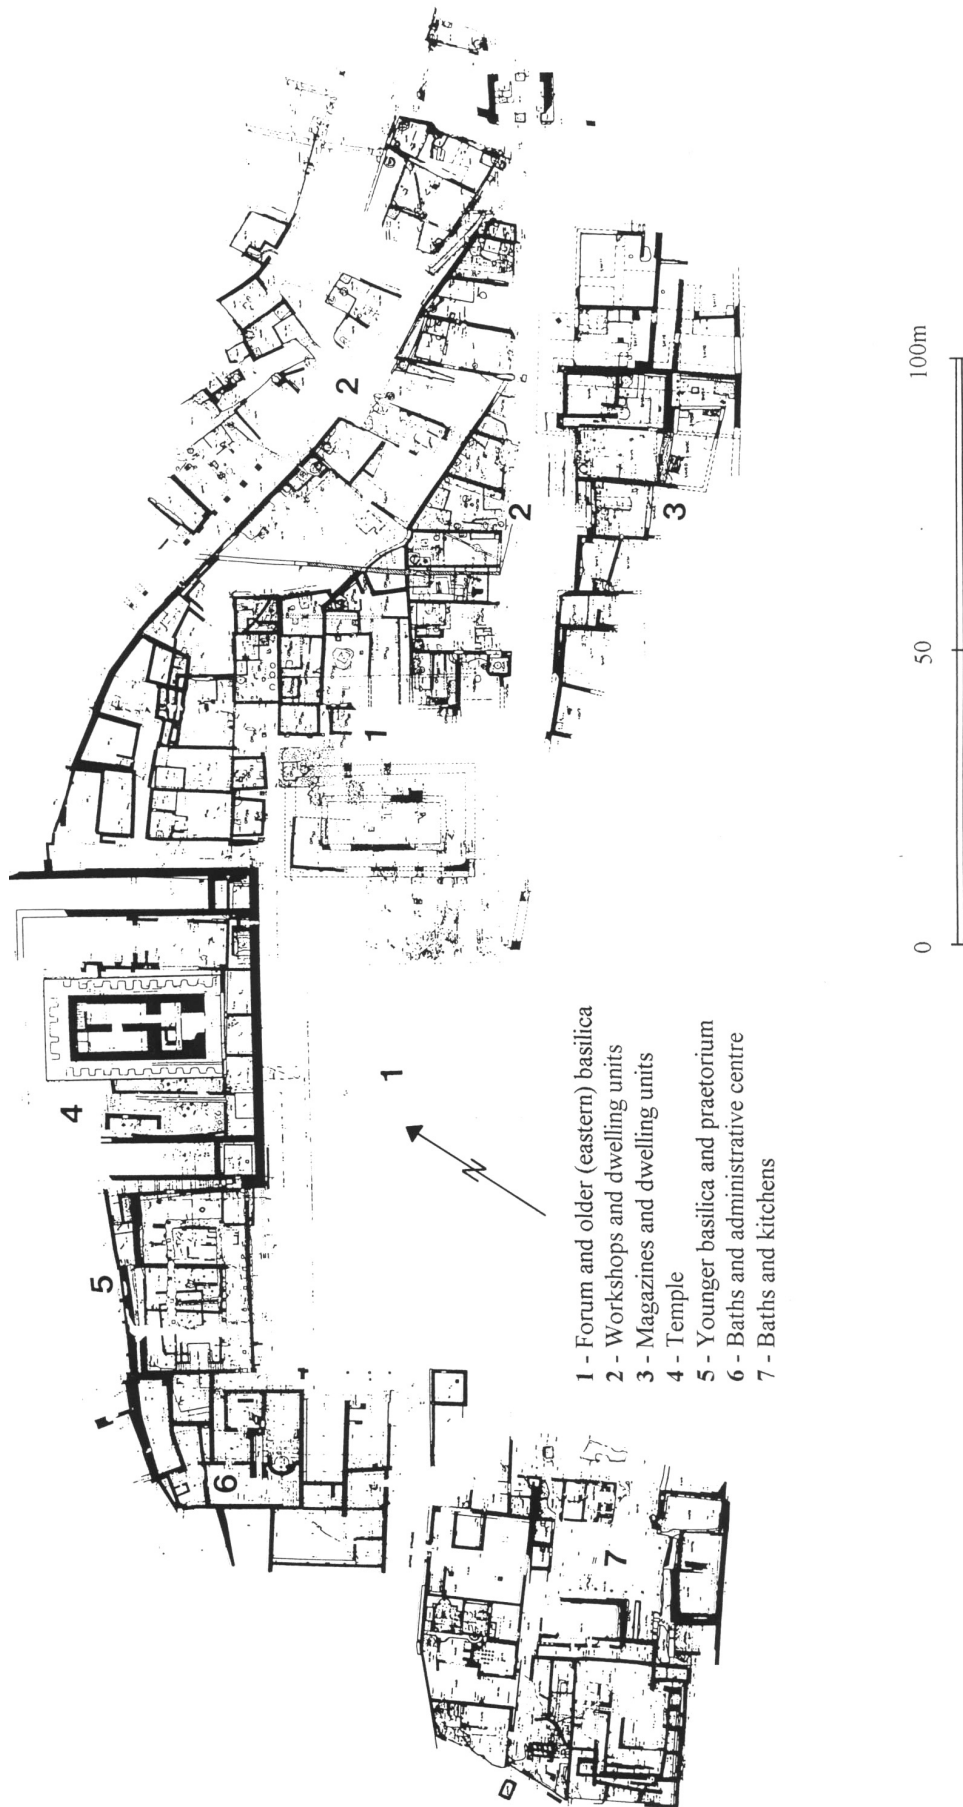 2
2
3
1
4
1
5
6
7
N
1 - Forum and older (eastern) basilica
2 - Workshops and dwelling units
3 - Magazines and dwelling units
4 - Temple
5 - Younger basilica and praetorium
6 - Baths and administrative centre
7 - Baths and kitchens
0 50 100m